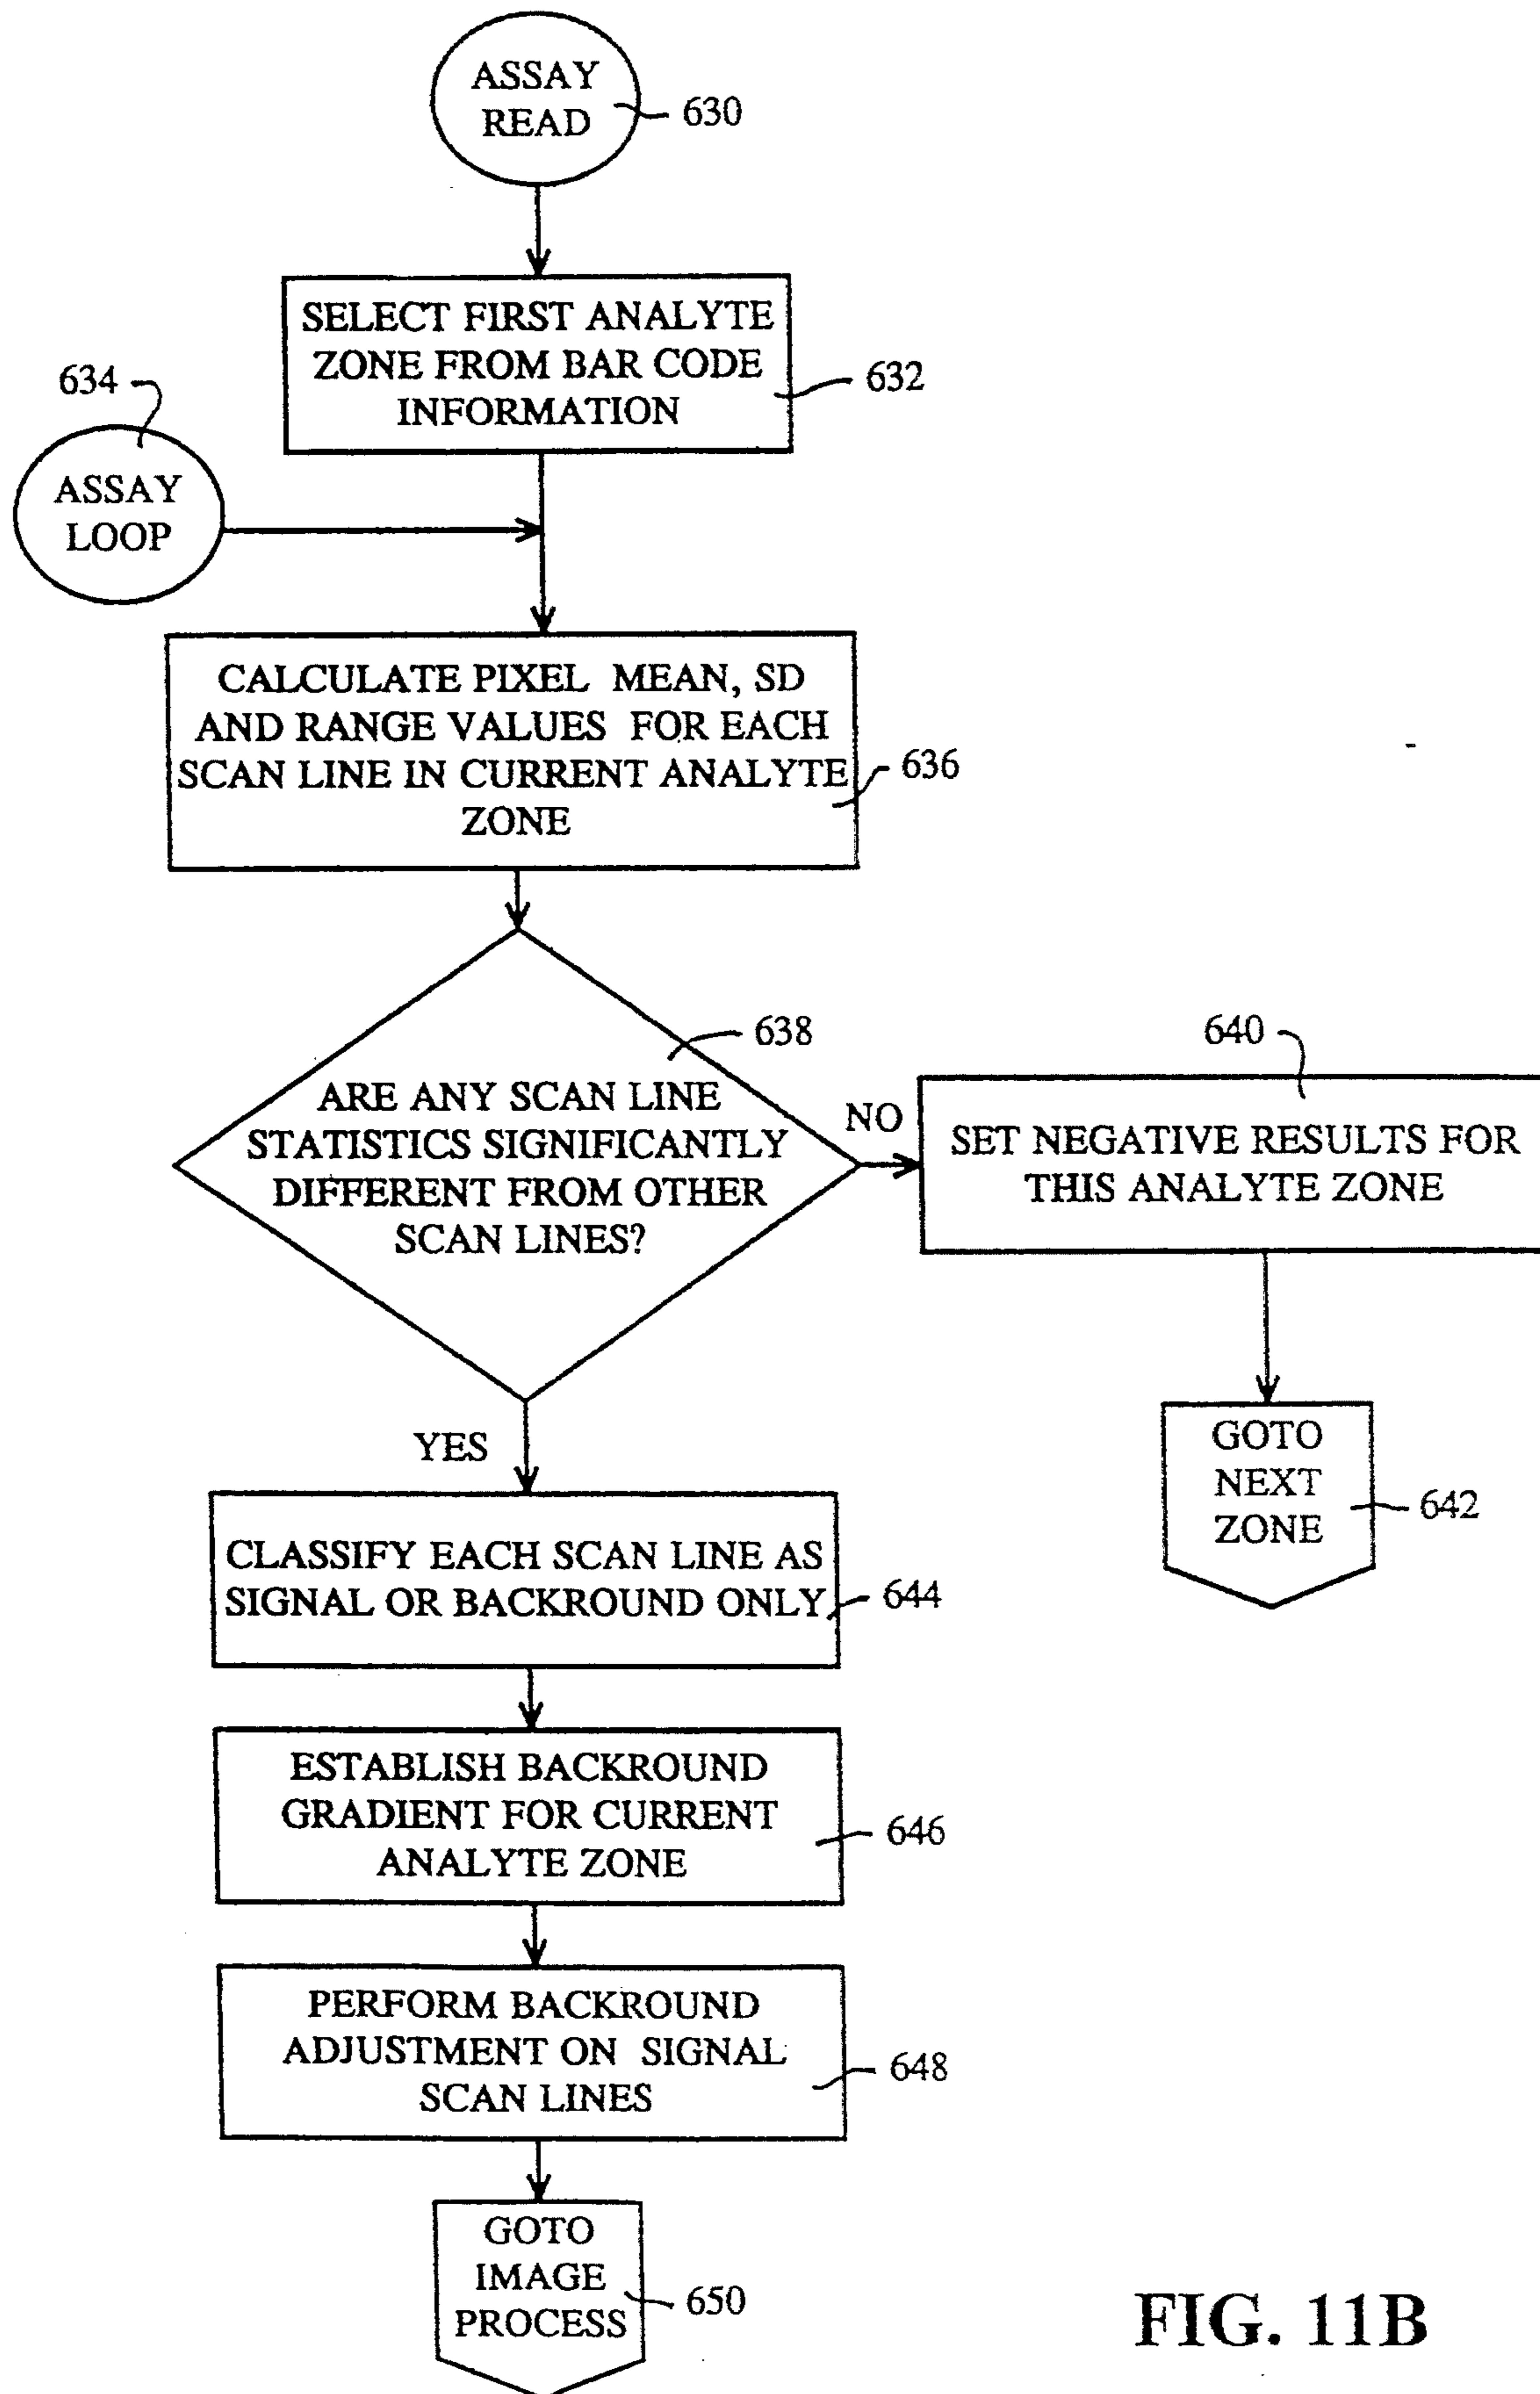 ASSAY
READ
630
SELECT FIRST ANALYTE
ZONE FROM BAR CODE
INFORMATION
632
634
ASSAY
LOOP
CALCULATE PIXEL MEAN, SD
AND RANGE VALUES FOR EACH
SCAN LINE IN CURRENT ANALYTE
ZONE
636
638
ARE ANY SCAN LINE
STATISTICS SIGNIFICANTLY
DIFFERENT FROM OTHER
SCAN LINES?
NO
640
SET NEGATIVE RESULTS FOR
THIS ANALYTE ZONE
GOTO
NEXT
ZONE
642
YES
CLASSIFY EACH SCAN LINE AS
SIGNAL OR BACKROUND ONLY
644
ESTABLISH BACKROUND
GRADIENT FOR CURRENT
ANALYTE ZONE
646
PERFORM BACKROUND
ADJUSTMENT ON SIGNAL
SCAN LINES
648
GOTO
IMAGE
PROCESS
650
FIG. 11B